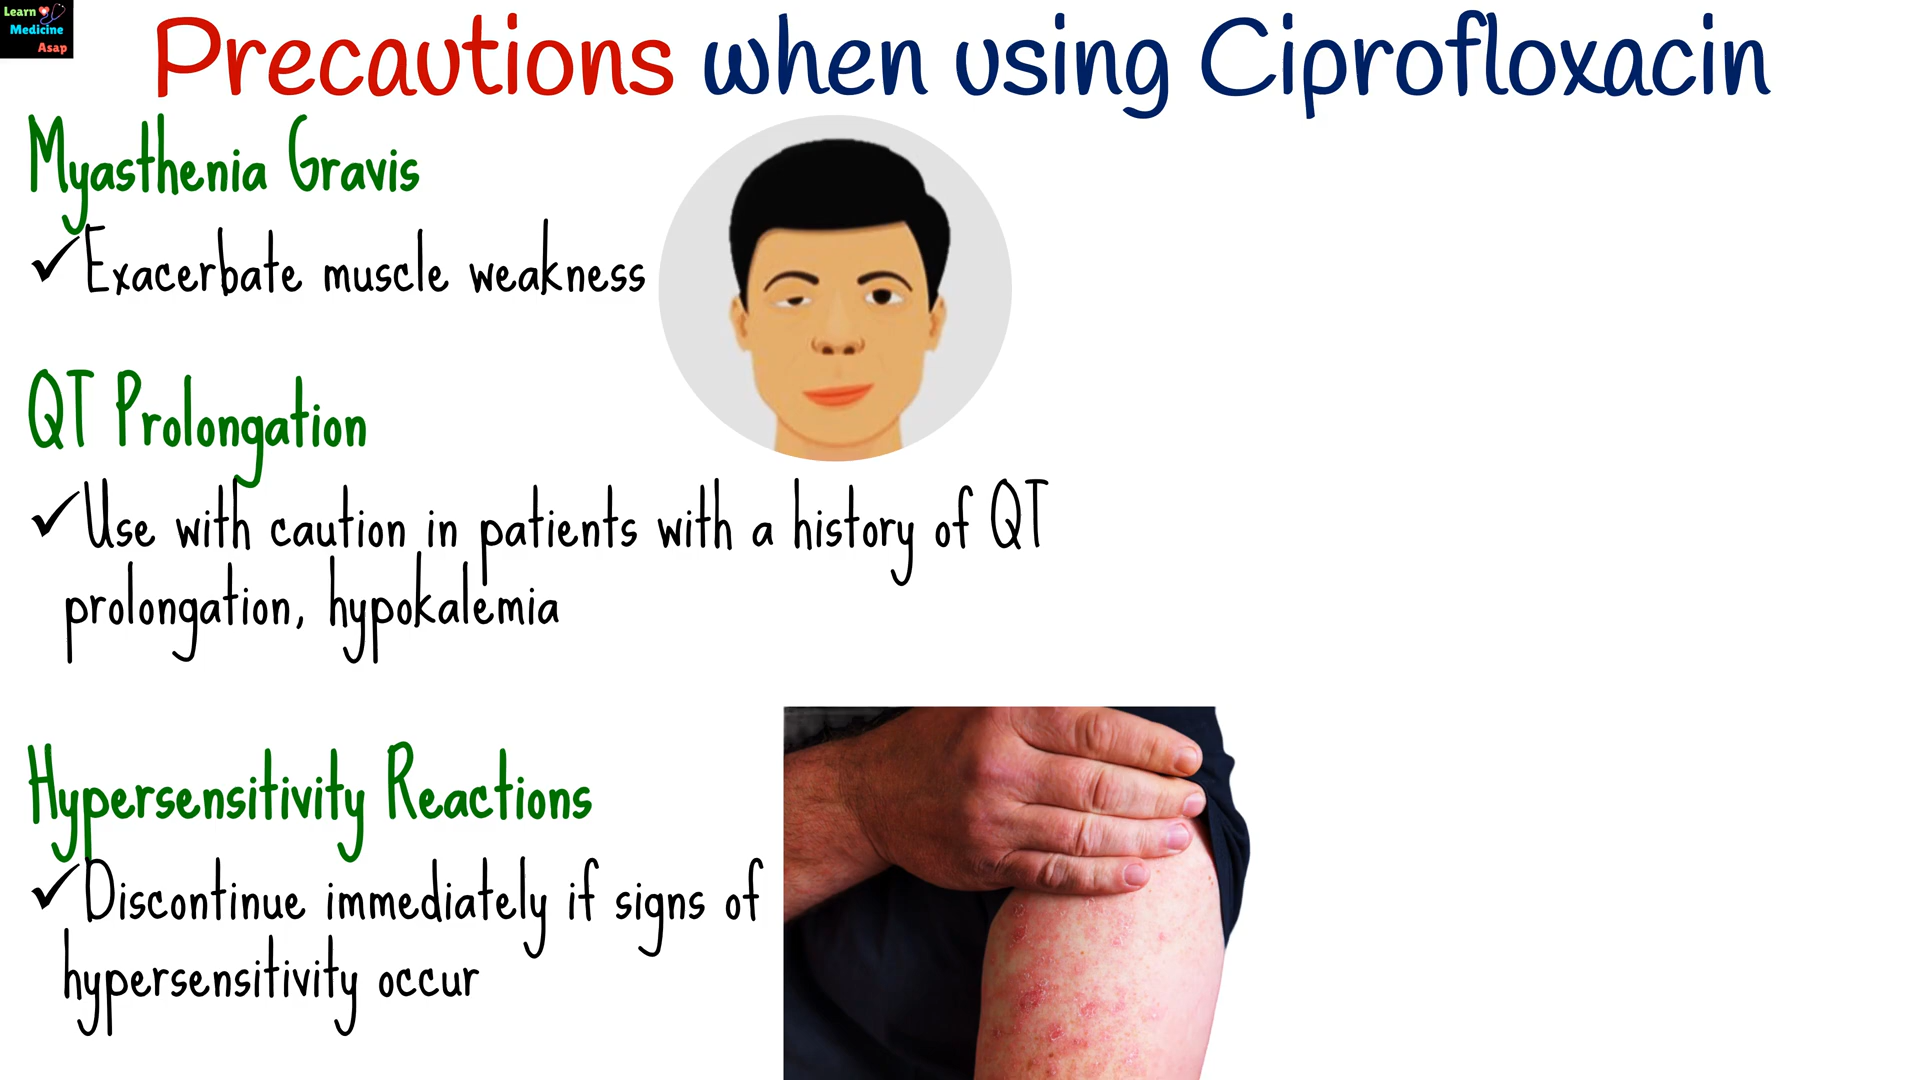 Learn
Medicine
Asap
Precautions when using Ciprofloxacin
Myasthenia Gravis
✓Exacerbate muscle weakness
QT Prolongation
✓Use with caution in patients with a history of QT
prolongation, hypokalemia
Hypersensitivity Reactions
✓Discontinue immediately if signs of
hypersensitivity occur